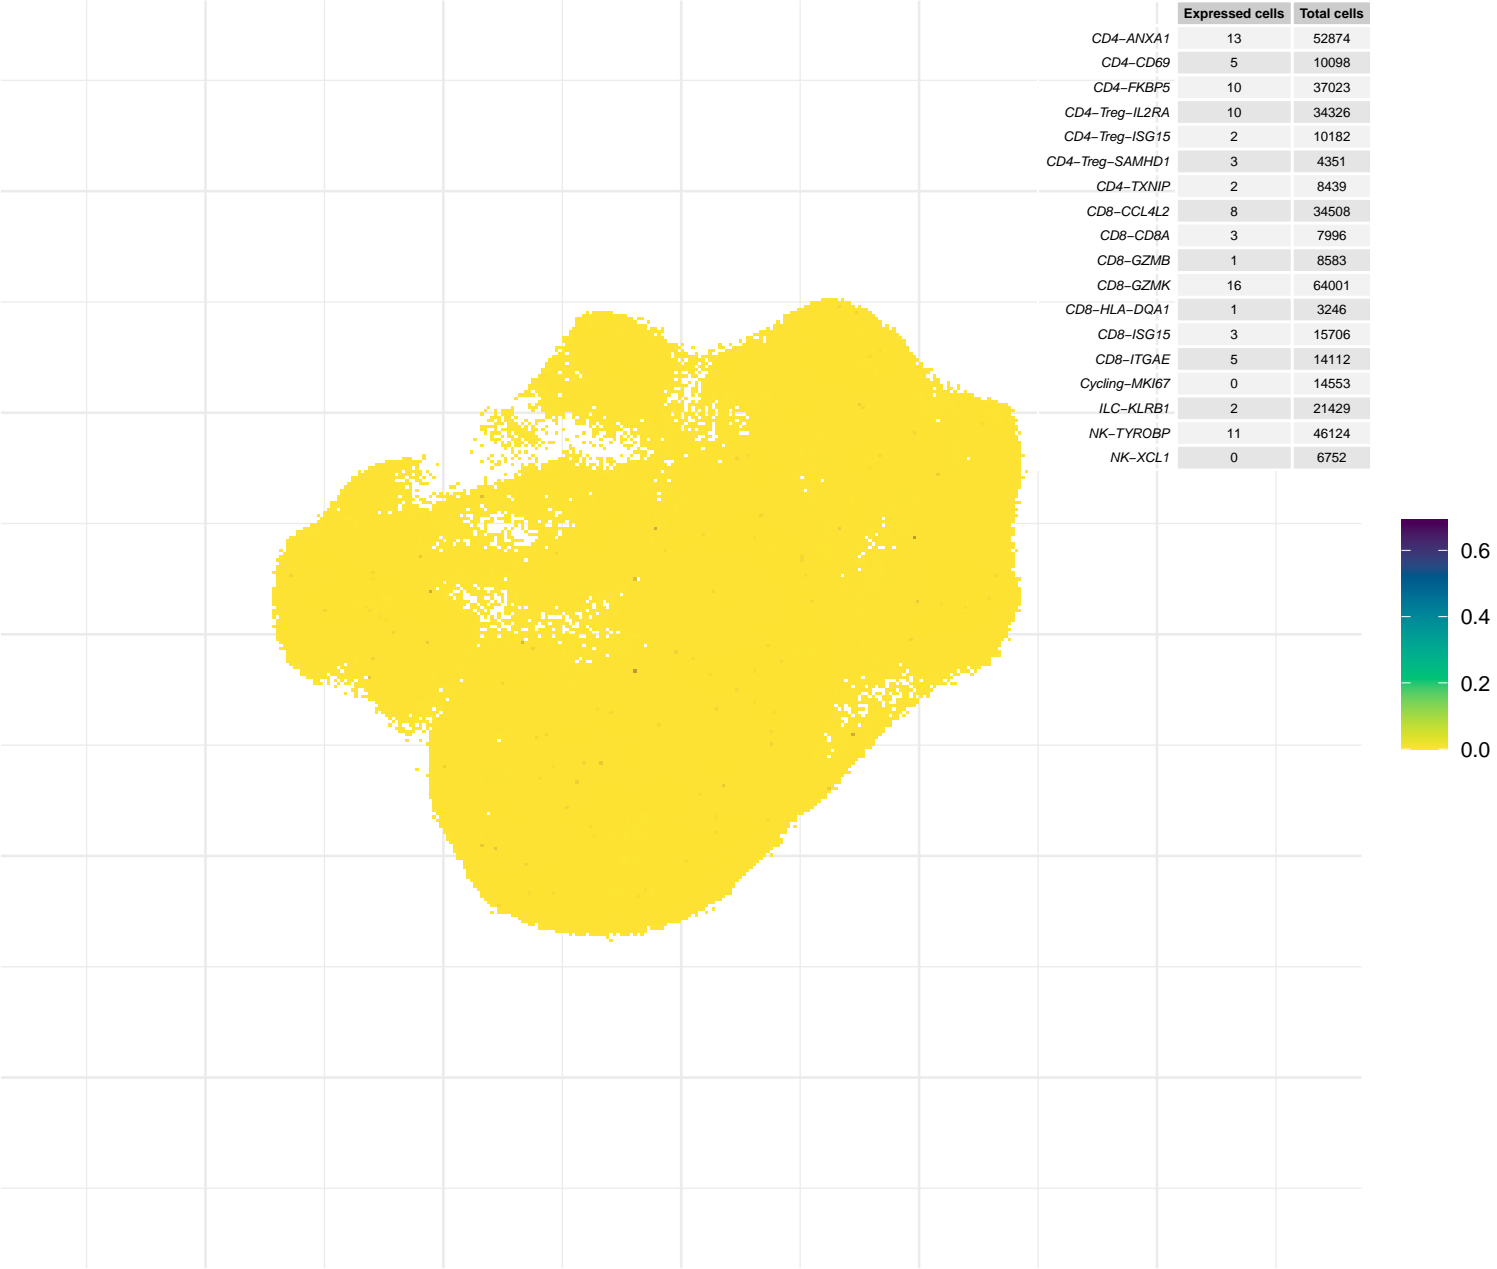 Expressed cells Total cells
CD4−ANXA1 13 52874
CD4−CD69 5 10098
CD4−FKBP5 10 37023
CD4−Treg−IL2RA 10 34326
CD4−Treg−ISG15 2 10182
CD4−Treg−SAMHD1 3 4351
CD4−TXNIP 2 8439
CD8−CCL4L2 8 34508
CD8−CD8A 3 7996
CD8−GZMB 1 8583
CD8−GZMK 16 64001
CD8−HLA−DQA1 1 3246
CD8−ISG15 3 15706
CD8−ITGAE 5 14112
Cycling−MKI67 0 14553
ILC−KLRB1 2 21429
NK−TYROBP 11 46124
NK−XCL1 0 6752
0.6
0.4
0.2
0.0